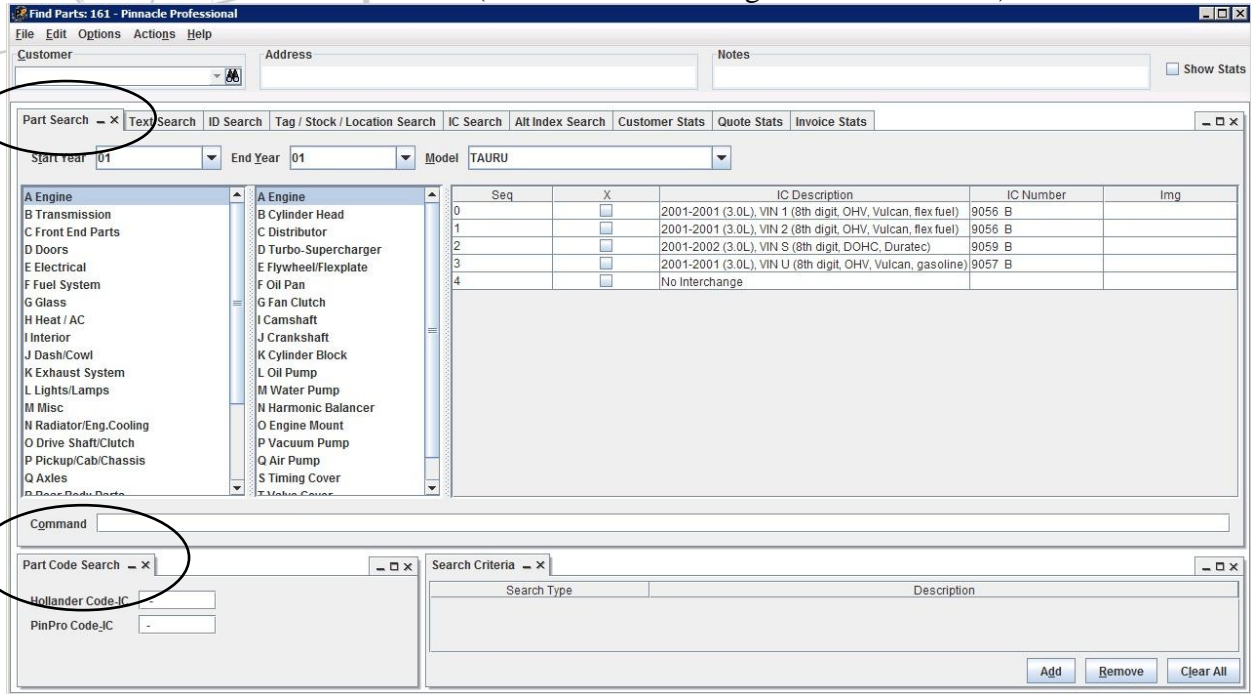 Find Parts: 161 - Pinnacle Professional
File Edit Options Actions Help
Customer Address Notes
Show Stats
Part Search Text Search ID Search Tag / Stock / Location Search IC Search Alt Index Search Customer Stats Quote Stats Invoice Stats
Start Year 01 End Year 01 Model TAURU
A Engine
B Transmission
C Front End Parts
D Doors
E Electrical
F Fuel System
G Glass
H Heat / AC
I Interior
J Dash/Cowl
K Exhaust System
L Lights/Lamps
M Misc
N Radiator/Eng.Cooling
O Drive Shaft/Clutch
P Pickup/Cab/Chassis
Q Axles
R Rear Body Parts
A Engine
B Cylinder Head
C Distributor
D Turbo-Supercharger
E Flywheel/Flexplate
F Oil Pan
G Fan Clutch
I Camshaft
J Crankshaft
K Cylinder Block
L Oil Pump
M Water Pump
N Harmonic Balancer
O Engine Mount
P Vacuum Pump
Q Air Pump
S Timing Cover
T Valve Cover
Seq X IC Description IC Number Img
0 2001-2001 (3.0L), VIN 1 (8th digit, OHV, Vulcan, flex fuel) 9056 B
1 2001-2001 (3.0L), VIN 2 (8th digit, OHV, Vulcan, flex fuel) 9056 B
2 2001-2002 (3.0L), VIN S (8th digit, DOHC, Duratec) 9059 B
3 2001-2001 (3.0L), VIN U (8th digit, OHV, Vulcan, gasoline) 9057 B
4 No Interchange
Command
Part Code Search
Hollander Code-IC -
PinPro Code-IC -
Search Criteria
Search Type Description
Add Remove Clear All